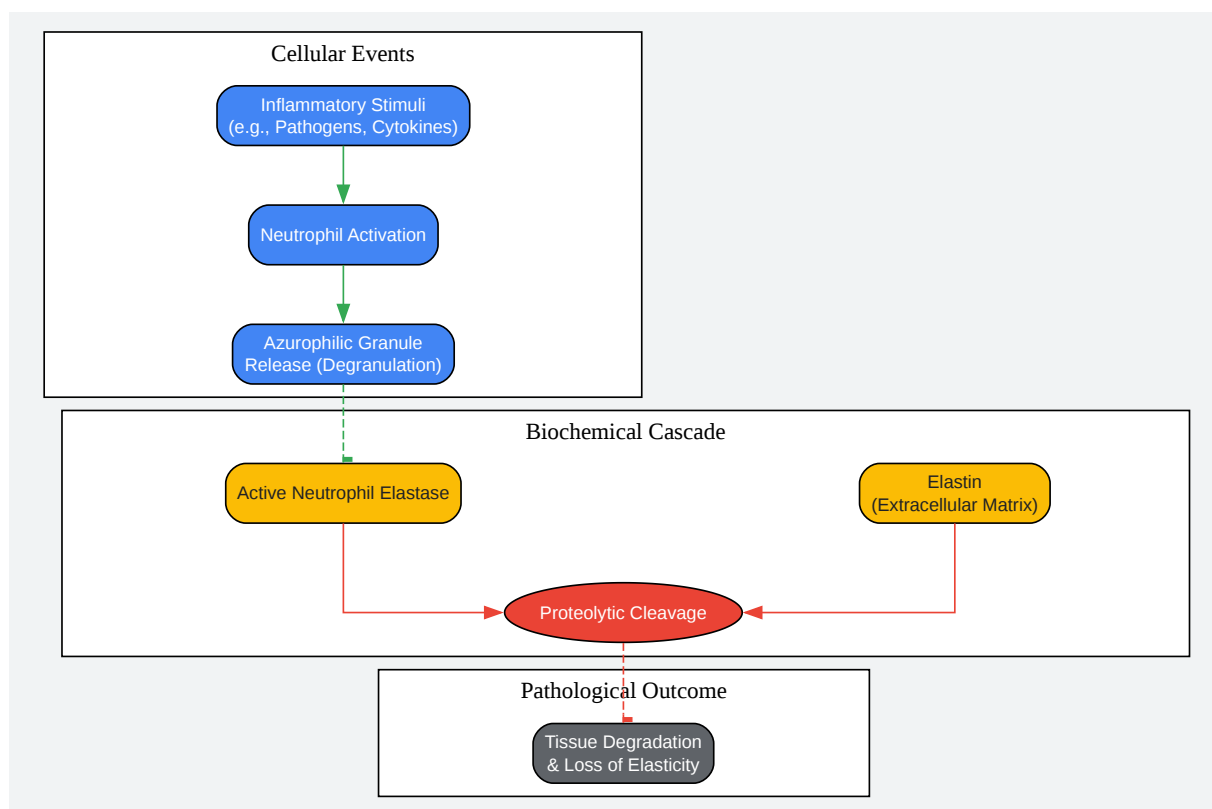 Cellular Events
Inflammatory Stimuli
(e.g., Pathogens, Cytokines)
Neutrophil Activation
Azurophilic Granule
Release (Degranulation)
Biochemical Cascade
Active Neutrophil Elastase
Elastin
(Extracellular Matrix)
Proteolytic Cleavage
Pathological Outcome
Tissue Degradation
& Loss of Elasticity